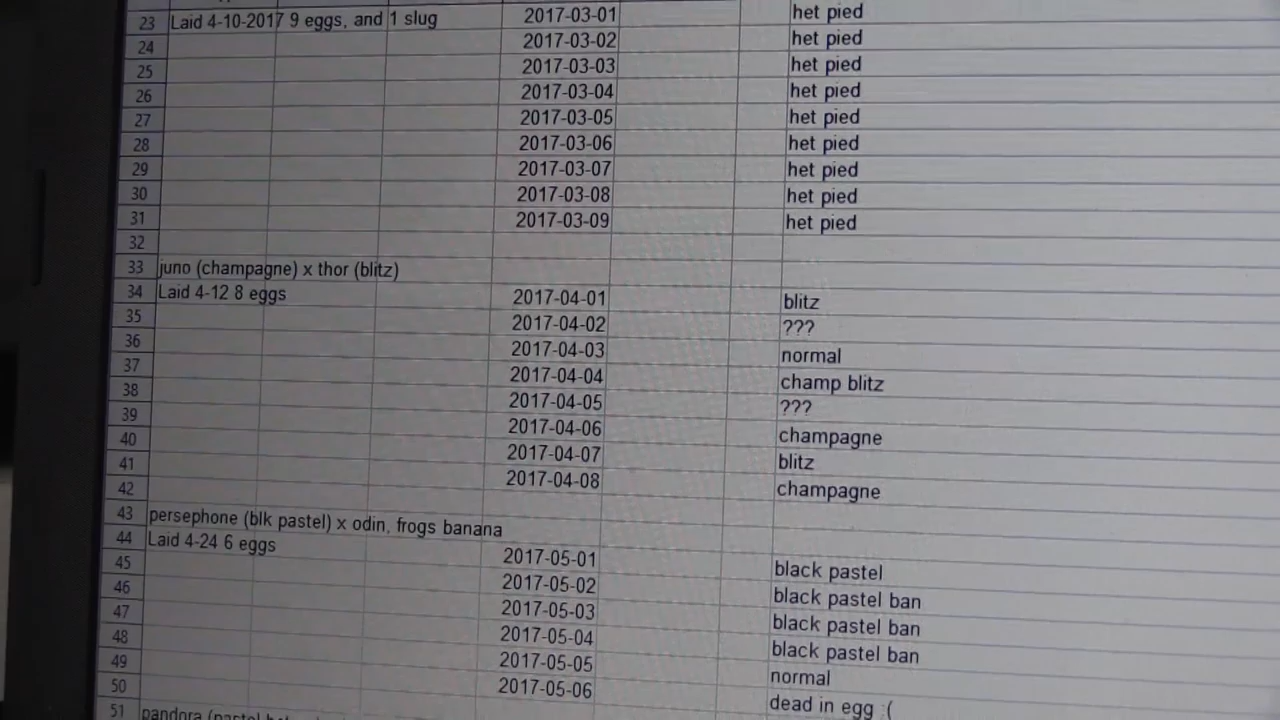 23 Laid 4-10-2017 9 eggs, and 1 slug 2017-03-01 het pied
24 2017-03-02 het pied
25 2017-03-03 het pied
26 2017-03-04 het pied
27 2017-03-05 het pied
28 2017-03-06 het pied
29 2017-03-07 het pied
30 2017-03-08 het pied
31 2017-03-09 het pied
32
33 juno (champagne) x thor (blitz)
34 Laid 4-12 8 eggs 2017-04-01 blitz
35 2017-04-02 ???
36 2017-04-03 normal
37 2017-04-04 champ blitz
38 2017-04-05 ???
39 2017-04-06 champagne
40 2017-04-07 blitz
41 2017-04-08 champagne
42
43 persephone (blk pastel) x odin, frogs banana
44 Laid 4-24 6 eggs 2017-05-01 black pastel
45 2017-05-02 black pastel ban
46 2017-05-03 black pastel ban
47 2017-05-04 black pastel ban
48 2017-05-05 normal
49 2017-05-06 dead in egg :(
50
51 pandora (pastel